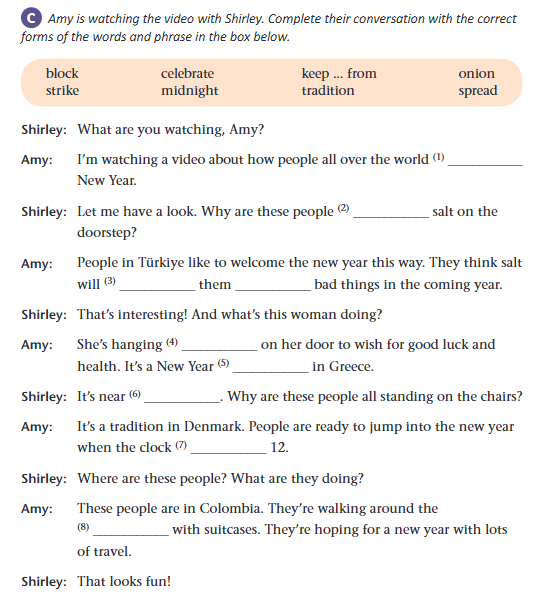 C Amy is watching the video with Shirley. Complete their conversation with the correct
forms of the words and phrase in the box below.
block celebrate keep ... from onion
strike midnight tradition spread
Shirley: What are you watching, Amy?
Amy: I'm watching a video about how people all over the world (1) ___________
New Year.
Shirley: Let me have a look. Why are these people (2) ___________ salt on the
doorstep?
Amy: People in Türkiye like to welcome the new year this way. They think salt
will (3) ___________ them ___________ bad things in the coming year.
Shirley: That's interesting! And what's this woman doing?
Amy: She's hanging (4) ___________ on her door to wish for good luck and
health. It's a New Year (5) ___________ in Greece.
Shirley: It's near (6) ___________. Why are these people all standing on the chairs?
Amy: It's a tradition in Denmark. People are ready to jump into the new year
when the clock (7) ___________ 12.
Shirley: Where are these people? What are they doing?
Amy: These people are in Colombia. They're walking around the
(8) ___________ with suitcases. They're hoping for a new year with lots
of travel.
Shirley: That looks fun!